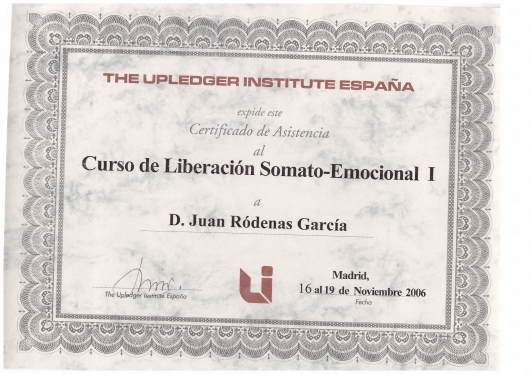 THE UPLEDGER INSTITUTE ESPAÑA
expide este
Certificado de Asistencia
al
Curso de Liberación Somato-Emocional I
a
D. Juan Ródenas García
The Upledger Institute España
Madrid,
16 al 19 de Noviembre 2006
Fecha